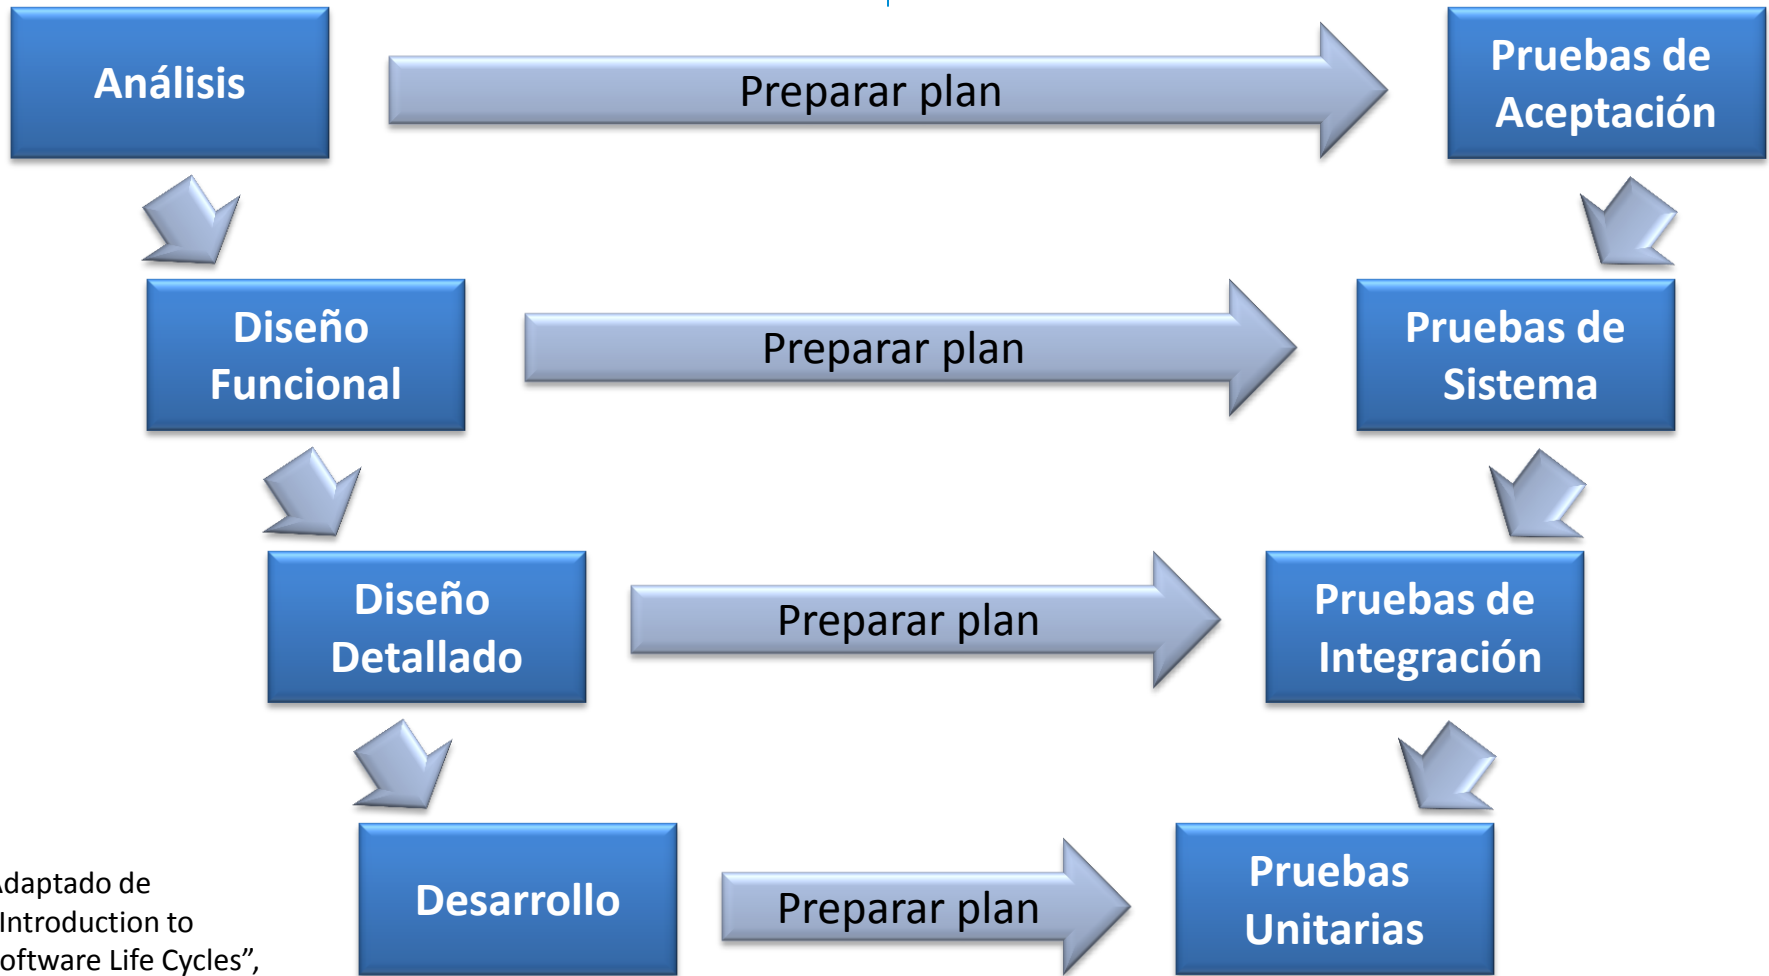 Análisis
Preparar plan
Pruebas de
Aceptación
Diseño
Funcional
Preparar plan
Pruebas de
Sistema
Diseño
Detallado
Preparar plan
Pruebas de
Integración
Desarrollo
Preparar plan
Pruebas
Unitarias
Adaptado de
Introduction to
oftware Life Cycles”,